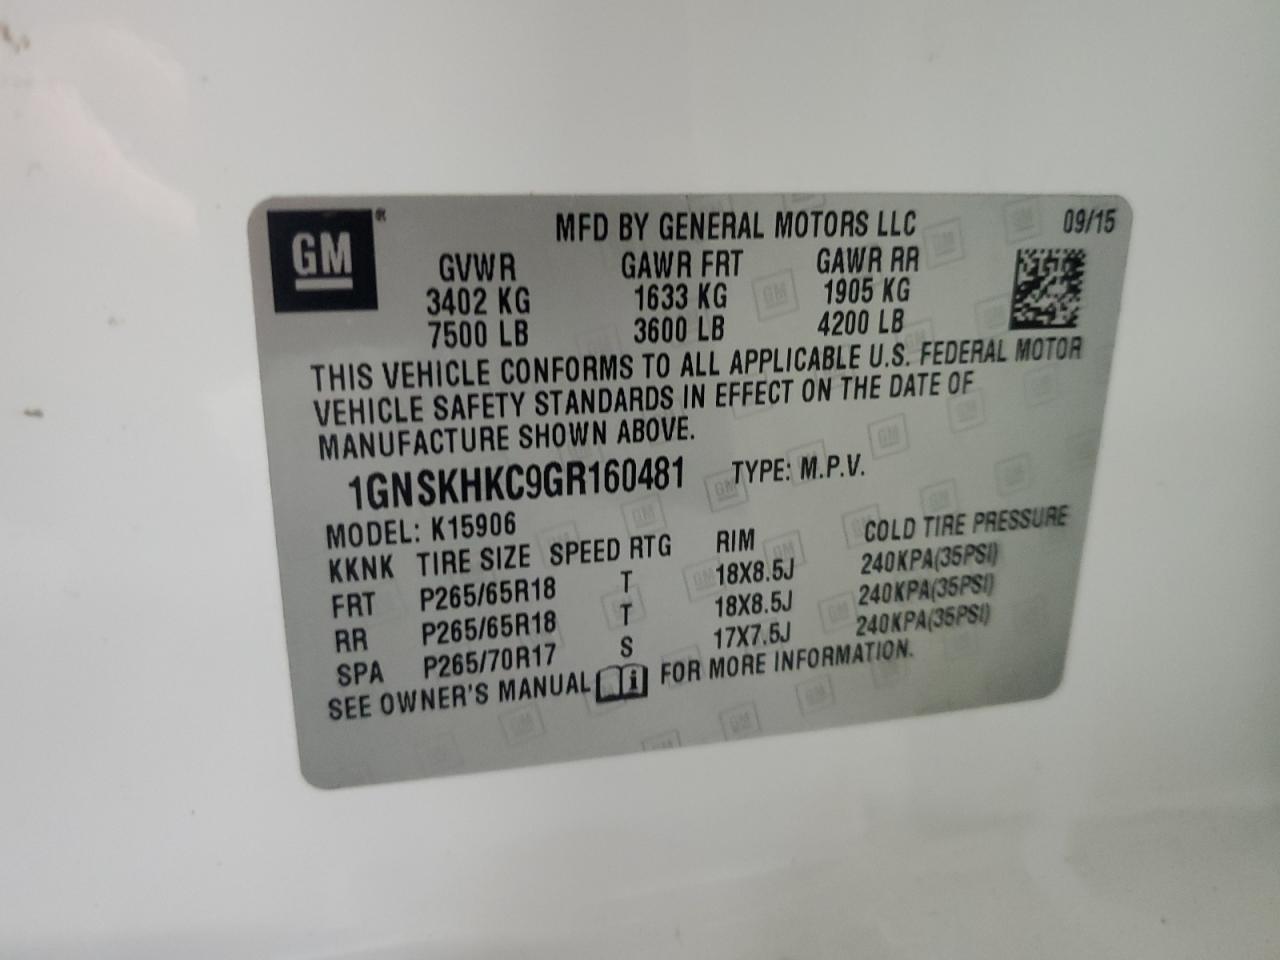 GM® MFD BY GENERAL MOTORS LLC 09/15
GVWR GAWR FRT GAWR RR
3402 KG 1633 KG 1905 KG
7500 LB 3600 LB 4200 LB
THIS VEHICLE CONFORMS TO ALL APPLICABLE U.S. FEDERAL MOTOR
VEHICLE SAFETY STANDARDS IN EFFECT ON THE DATE OF
MANUFACTURE SHOWN ABOVE.
1GNSKHKC9GR160481 TYPE: M.P.V.
MODEL: K15906
KKNK TIRE SIZE SPEED RTG RIM COLD TIRE PRESSURE
FRT P265/65R18 T 18X8.5J 240KPA(35PSI)
RR P265/65R18 T 18X8.5J 240KPA(35PSI)
SPA P265/70R17 S 17X7.5J 240KPA(35PSI)
SEE OWNER'S MANUAL i FOR MORE INFORMATION.